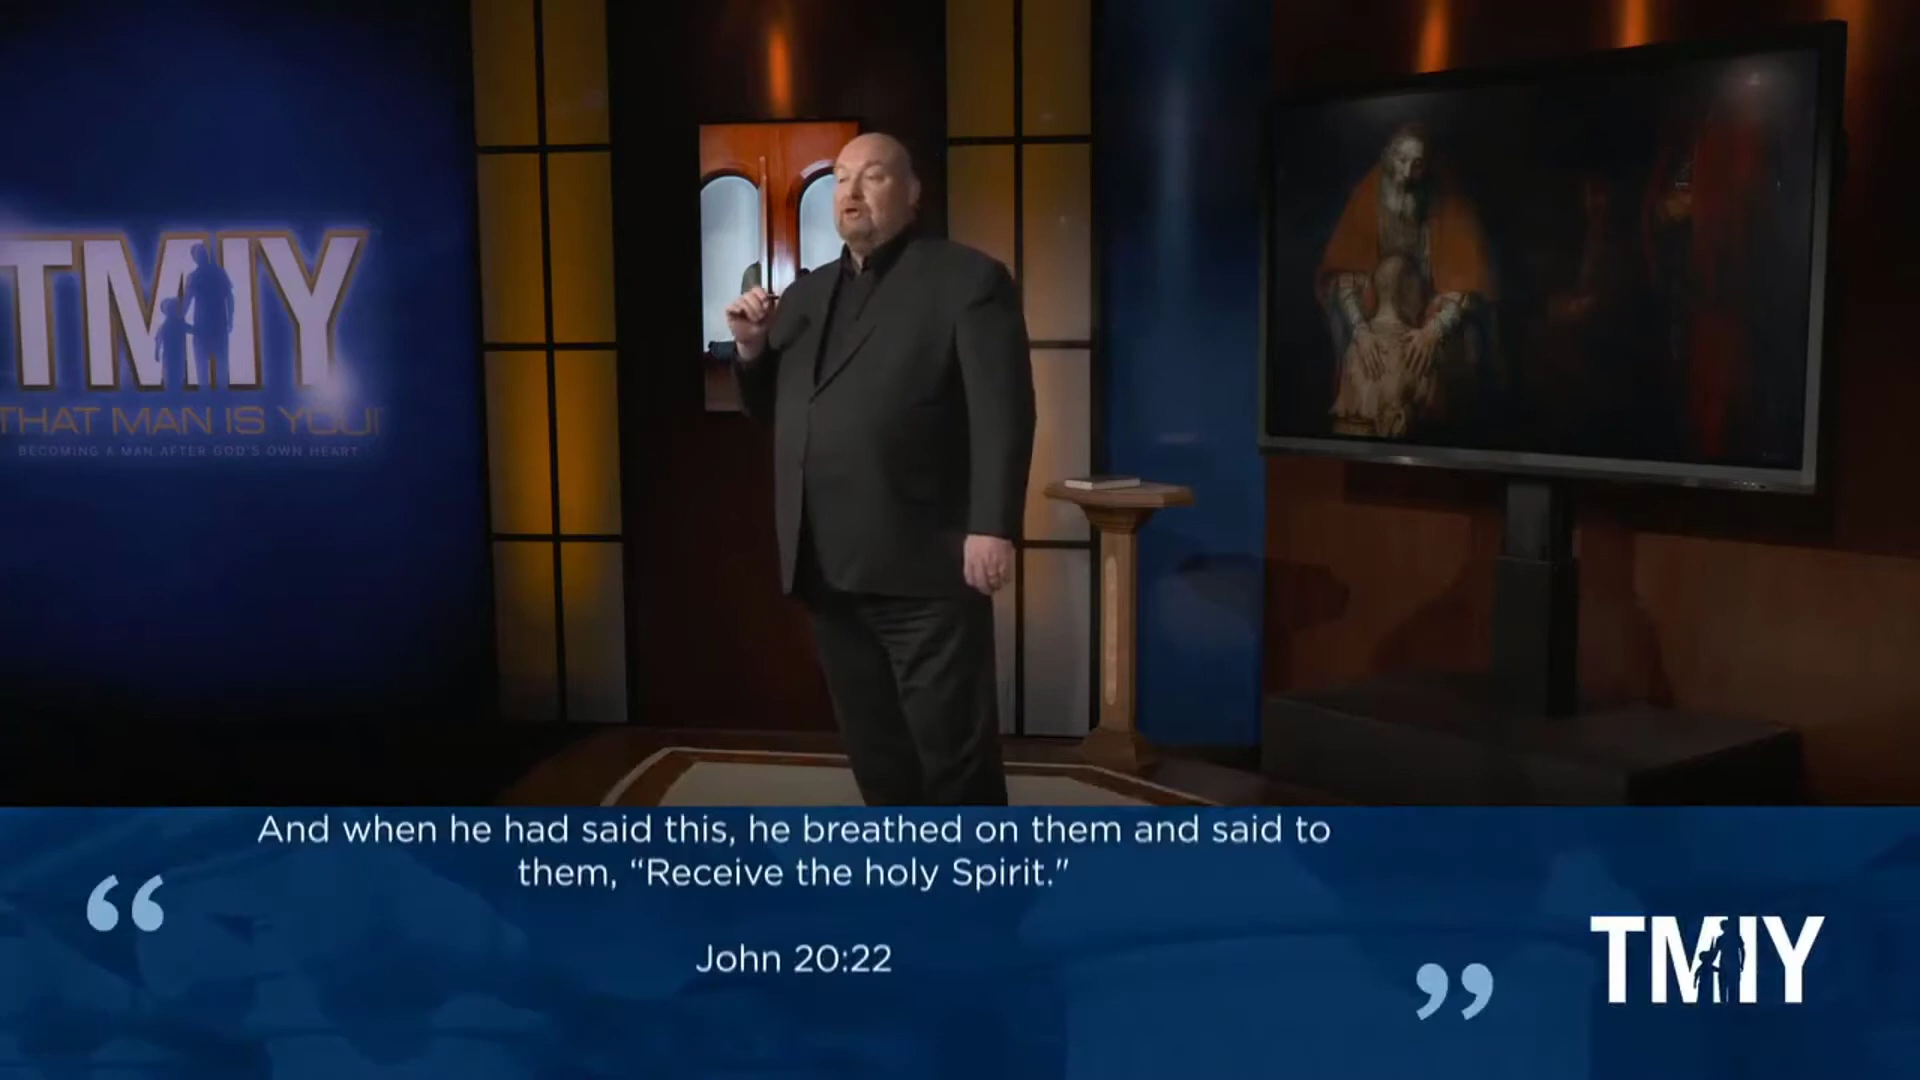 TMIY
THAT MAN IS YOU!
BECOMING A MAN AFTER GOD'S OWN HEART
And when he had said this, he breathed on them and said to
them, “Receive the holy Spirit."
John 20:22
TMIY